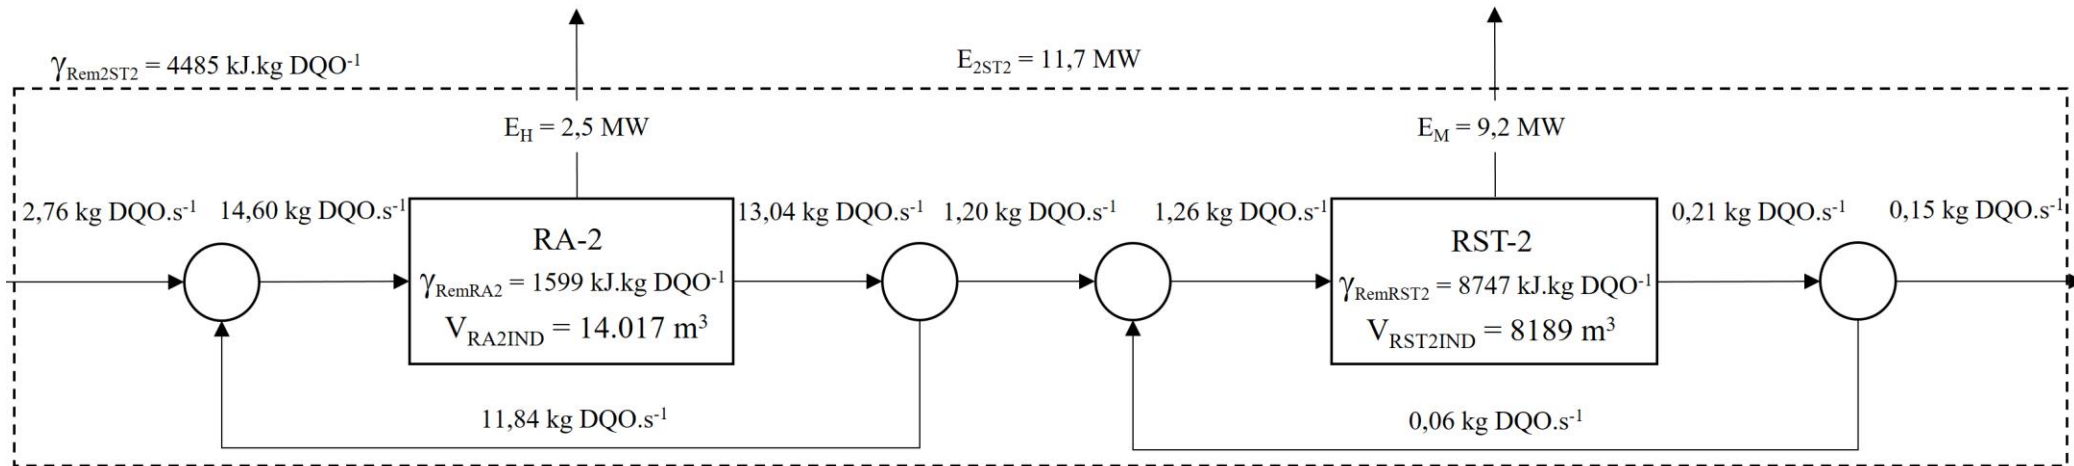 γRem2ST2 = 4485 kJ.kg DQO-1
E2ST2 = 11,7 MW
EH = 2,5 MW
EM = 9,2 MW
2,76 kg DQO.s-1
14,60 kg DQO.s-1
13,04 kg DQO.s-1
1,20 kg DQO.s-1
1,26 kg DQO.s-1
0,21 kg DQO.s-1
0,15 kg DQO.s-1
RA-2
γRemRA2 = 1599 kJ.kg DQO-1
VRA2IND = 14.017 m3
RST-2
γRemRST2 = 8747 kJ.kg DQO-1
VRST2IND = 8189 m3
11,84 kg DQO.s-1
0,06 kg DQO.s-1